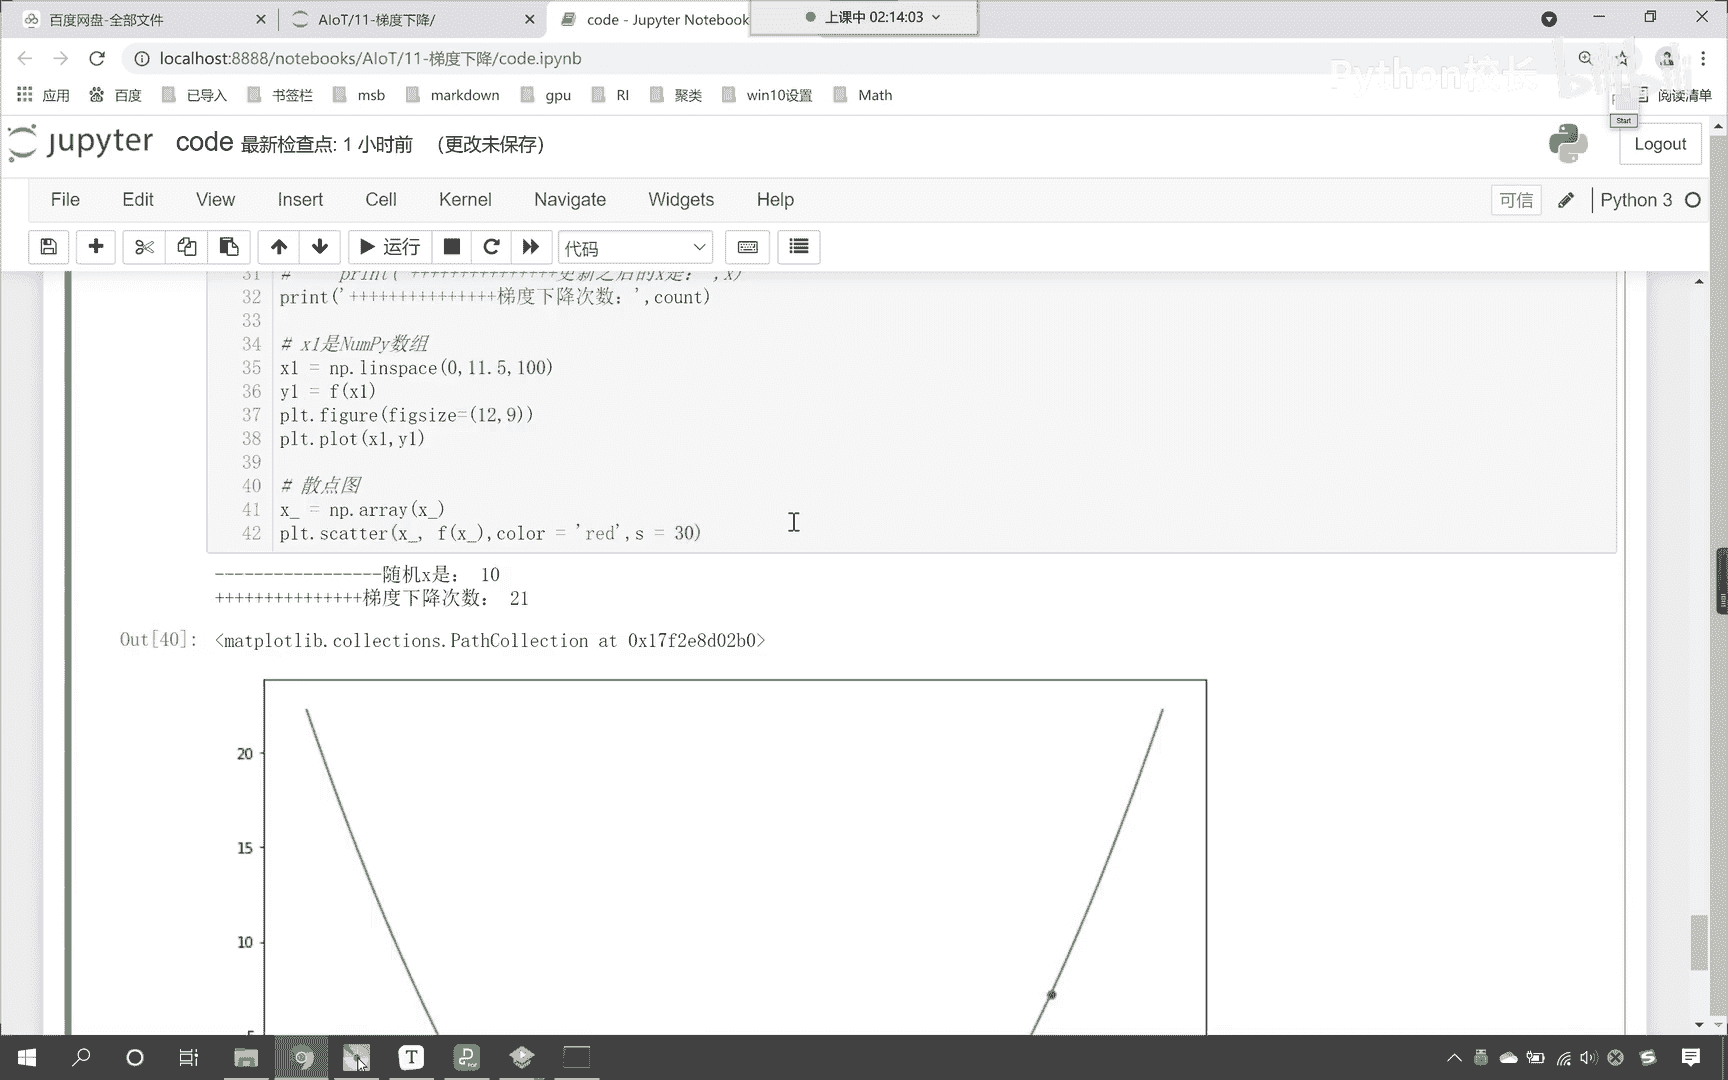 百度网盘-全部文件
AIoT/11-梯度下降/
code - Jupyter Notebook
上课中 02:14:03
localhost:8888/notebooks/AIoT/11-梯度下降/code.ipynb
Python校长
应用
百度
已导入
书签栏
msb
markdown
gpu
RI
聚类
win10设置
Math
阅读清单
Start
jupyter
code 最新检查点: 1 小时前 (更改未保存)
Logout
File Edit View Insert Cell Kernel Navigate Widgets Help
可信
Python 3
运行
代码
31 # print('+++++++++++++++更新之后的x是：',x)
32 print('+++++++++++++++梯度下降次数：',count)
33
34 # x1是NumPy数组
35 x1 = np.linspace(0,11.5,100)
36 y1 = f(x1)
37 plt.figure(figsize=(12,9))
38 plt.plot(x1,y1)
39
40 # 散点图
41 x_ = np.array(x_)
42 plt.scatter(x_, f(x_),color = 'red',s = 30)
-----------------随机x是： 10
+++++++++++++++梯度下降次数： 21
Out[40]: <matplotlib.collections.PathCollection at 0x17f2e8d02b0>
20
15
10